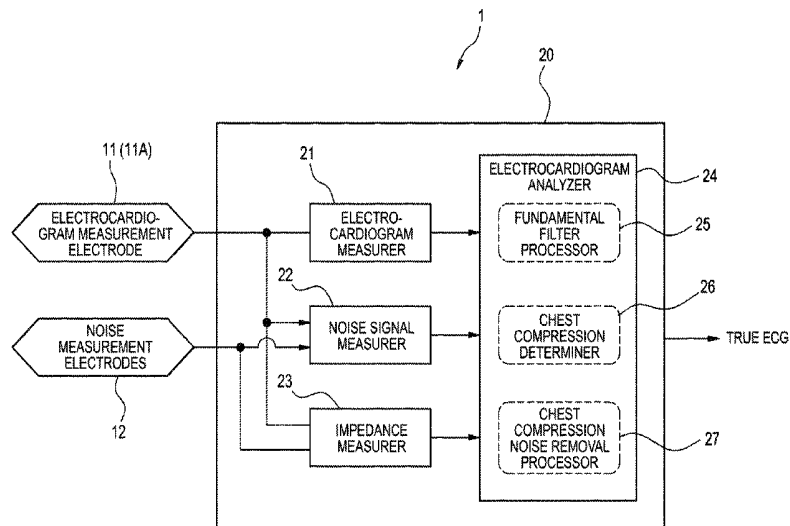 1
20
11 (11A)
ELECTROCARDIO-
GRAM MEASUREMENT
ELECTRODE
21
ELECTRO-
CARDIOGRAM
MEASURER
ELECTROCARDIOGRAM
ANALYZER
24
FUNDAMENTAL
FILTER
PROCESSOR
25
22
NOISE SIGNAL
MEASURER
26
CHEST
COMPRESSION
DETERMINER
NOISE
MEASUREMENT
ELECTRODES
12
TRUE ECG
23
IMPEDANCE
MEASURER
CHEST
COMPRESSION
NOISE REMOVAL
PROCESSOR
27